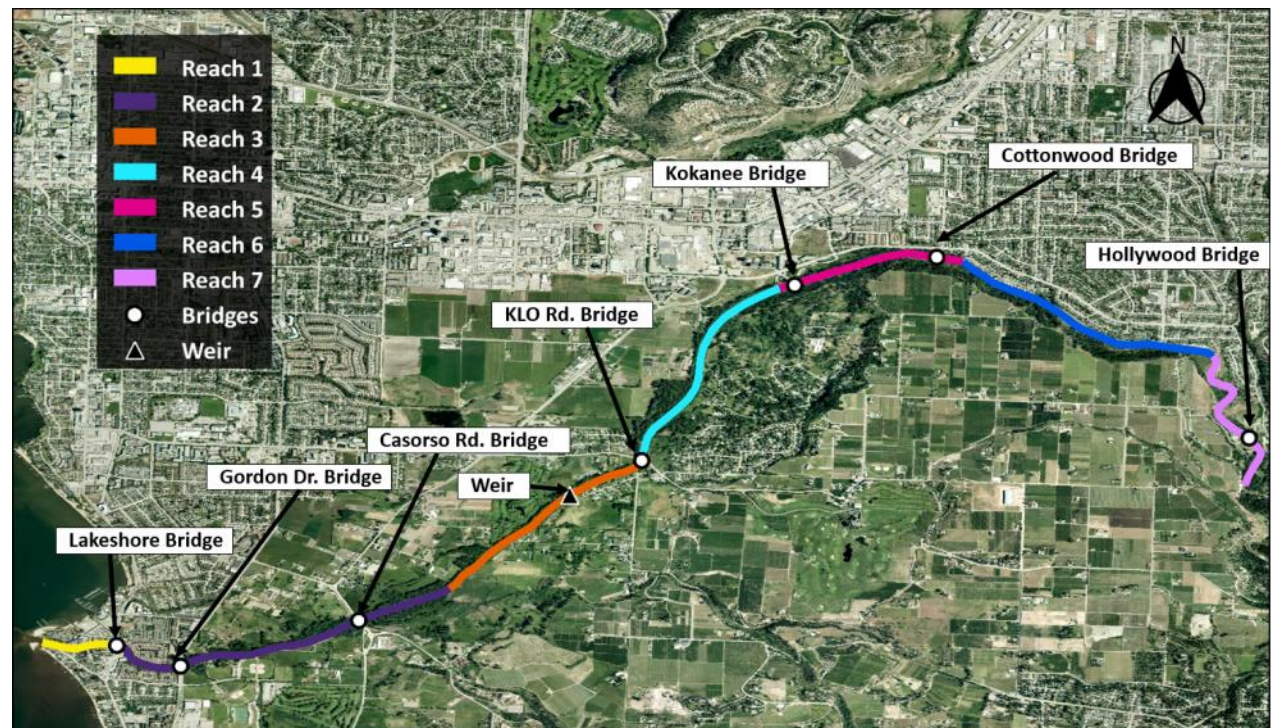 Reach 1
Reach 2
Reach 3
Reach 4
Reach 5
Reach 6
Reach 7
Bridges
Weir
N
Cottonwood Bridge
Kokanee Bridge
Hollywood Bridge
KLO Rd. Bridge
Casorso Rd. Bridge
Gordon Dr. Bridge
Weir
Lakeshore Bridge